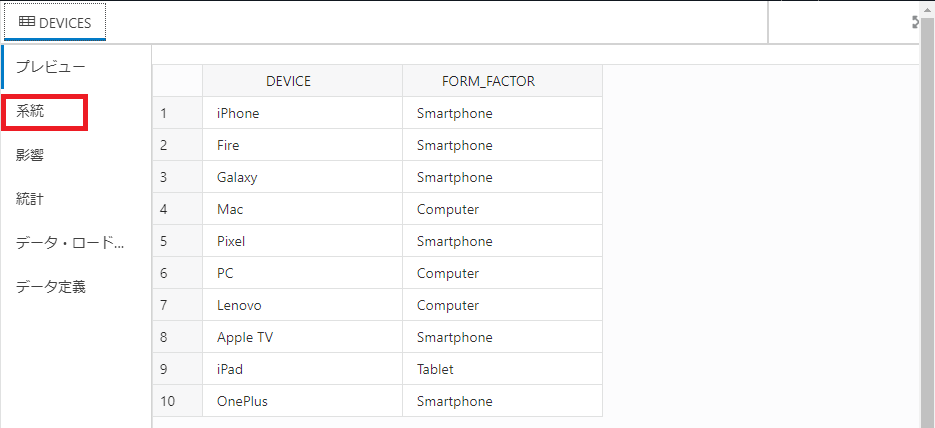 DEVICES
プレビュー
系統
影響
統計
データ・ロード...
データ定義
DEVICE FORM_FACTOR
1 iPhone Smartphone
2 Fire Smartphone
3 Galaxy Smartphone
4 Mac Computer
5 Pixel Smartphone
6 PC Computer
7 Lenovo Computer
8 Apple TV Smartphone
9 iPad Tablet
10 OnePlus Smartphone